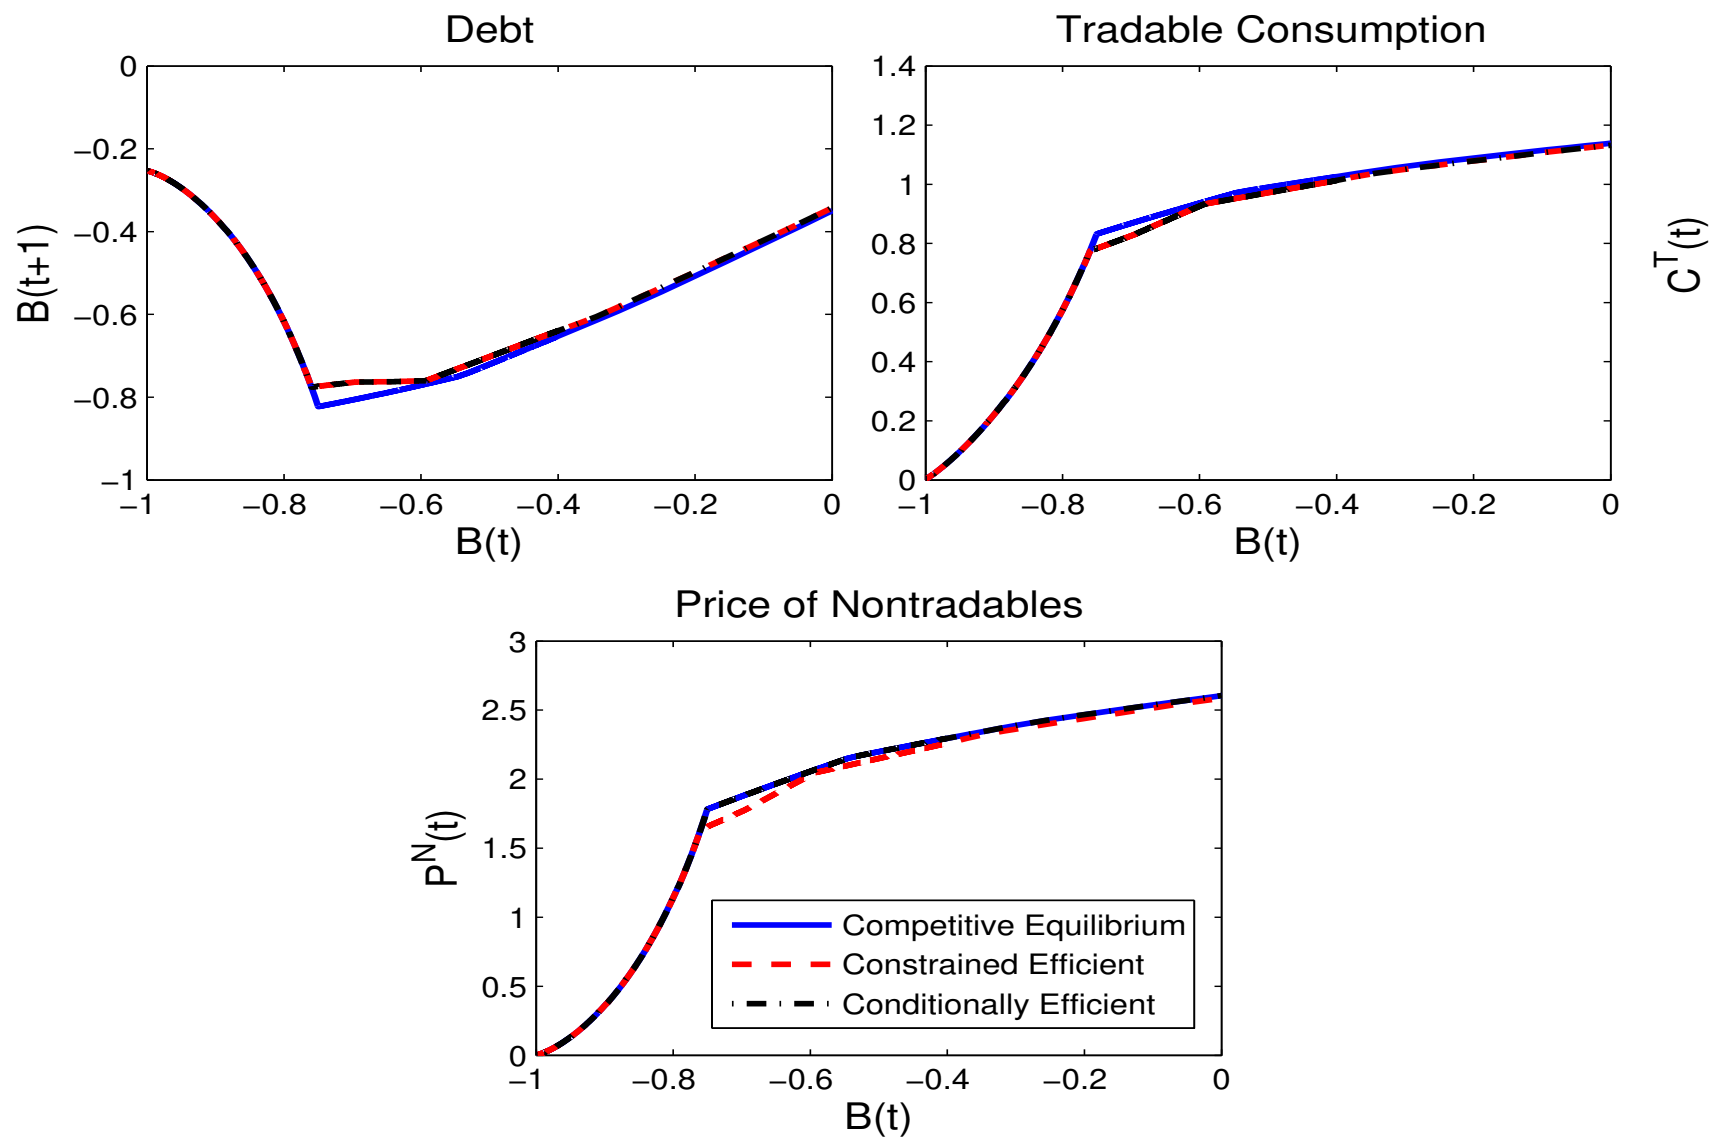 Debt
0
−0.2
−0.4
−0.6
−0.8
−1
B(t+1)
−1 −0.8 −0.6 −0.4 −0.2 0
B(t)
Tradable Consumption
1.4
1.2
1
0.8
0.6
0.4
0.2
0
C^T(t)
−1 −0.8 −0.6 −0.4 −0.2 0
B(t)
Price of Nontradables
3
2.5
2
1.5
1
0.5
0
P^N(t)
Competitive Equilibrium
Constrained Efficient
Conditionally Efficient
−1 −0.8 −0.6 −0.4 −0.2 0
B(t)